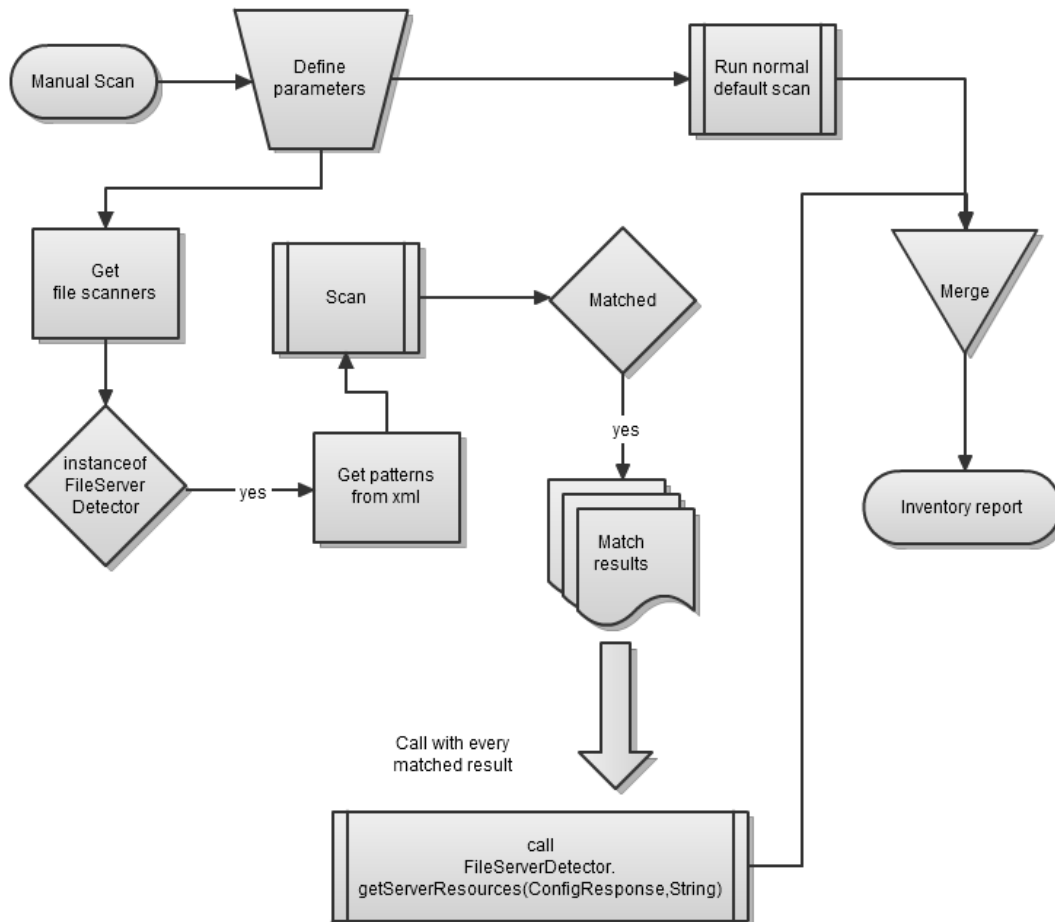 Manual Scan
Define
parameters
Run normal
default scan
Get
file scanners
Scan
Matched
Merge
instanceof
FileServer
Detector
yes
Get patterns
from xml
yes
Match
results
Inventory report
Call with every
matched result
call
FileServerDetector.
getServerResources(ConfigResponse,String)